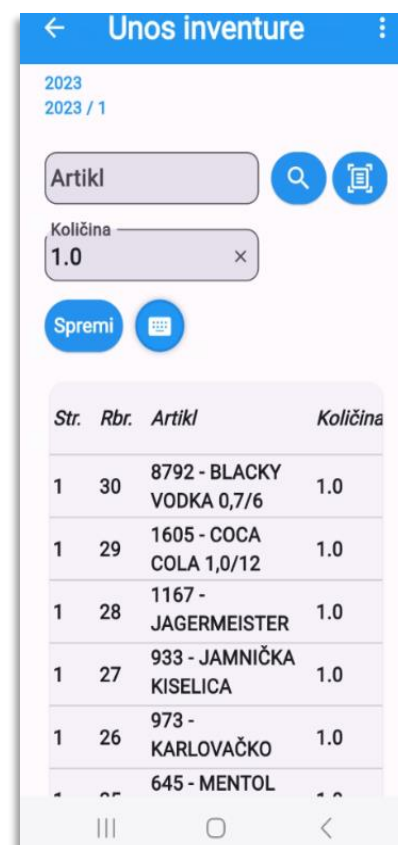 Unos inventure
2023
2023 / 1
Artikl
Količina
1.0
Spremi
Str. Rbr. Artikl Količina
1 30 8792 - BLACKY VODKA 0,7/6 1.0
1 29 1605 - COCA COLA 1,0/12 1.0
1 28 1167 - JAGERMEISTER 1.0
1 27 933 - JAMNIČKA KISELICA 1.0
1 26 973 - KARLOVAČKO 1.0
645 - MENTOL